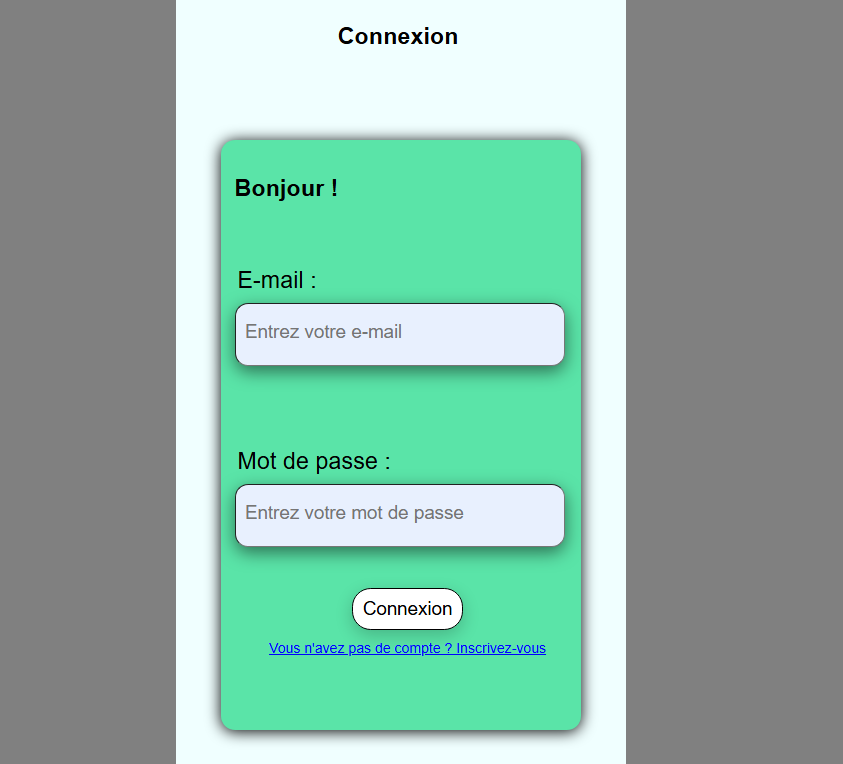 Connexion
Bonjour !
E-mail :
Entrez votre e-mail
Mot de passe :
Entrez votre mot de passe
Connexion
Vous n'avez pas de compte ? Inscrivez-vous